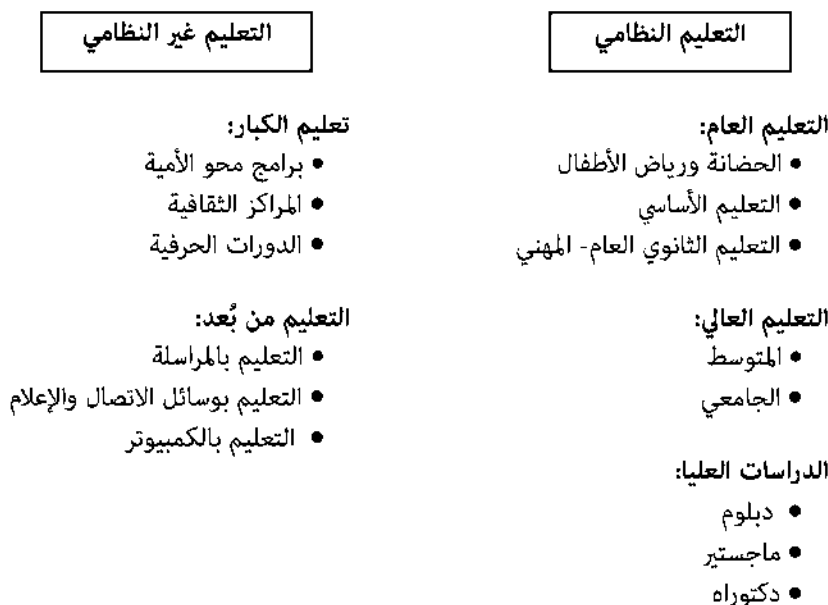 التعليم النظامي
التعليم العام:
• الحضانة ورياض الأطفال
• التعليم الأساسي
• التعليم الثانوي العام- المهني
التعليم العالي:
• المتوسط
• الجامعي
الدراسات العليا:
• دبلوم
• ماجستير
• دكتوراه
التعليم غير النظامي
تعليم الكبار:
• برامج محو الأمية
• المراكز الثقافية
• الدورات الحرفية
التعليم من بُعد:
• التعليم بالمراسلة
• التعليم بوسائل الاتصال والإعلام
• التعليم بالكمبيوتر